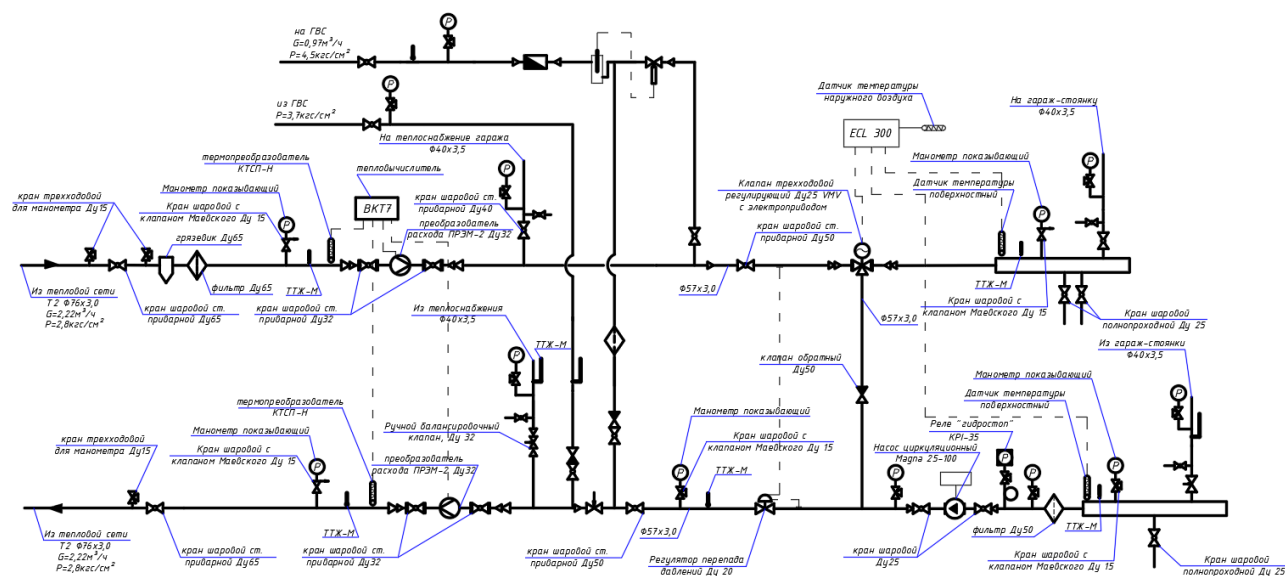 на ГВС
G=0,97м³/ч
P=4,5кгс/см²
P
из ГВС
P=3,7кгс/см²
P
На теплоснабжение гаража
Ф40х3,5
P
термопреобразователь
КТСП-Н
тепловычислитель
ВКТ7
кран трехходовой
для манометра Ду15
Манометр показывающий
Кран шаровой с
клапаном Маевского Ду 15
P
грязевик Ду65
кран шаровой ст.
приварной Ду40
преобразователь
расхода ПРЭМ-2 Ду32
Из тепловой сети
Т2 Ф76х3,0
G=2,22м³/ч
P=2,8кгс/см²
кран шаровой ст.
приварной Ду65
фильтр Ду65
ТТЖ-М
кран шаровой ст.
приварной Ду32
Датчик температуры
наружного воздуха
ECL 300
Клапан трехходовой
регулирующий Ду25 VMV
с электроприводом
кран шаровой ст.
приварной Ду50
Ф57х3,0
Ф57х3,0
На гараж-стоянку
Ф40х3,5
Манометр показывающий
Датчик температуры
поверхностный
P
P
ТТЖ-М
Кран шаровой с
клапаном Маевского Ду 15
Кран шаровой
полнопроходной Ду 25
Из теплоснабжения
Ф40х3,5
ТТЖ-М
P
клапан обратный
Ду50
Из гараж-стоянки
Ф40х3,5
P
Манометр показывающий
Датчик температуры
поверхностный
Реле "гидростоп"
KPI-35
Насос циркуляционный
Magna 25-100
P
P
P
P
кран трехходовой
для манометра Ду15
Манометр показывающий
Кран шаровой с
клапаном Маевского Ду 15
P
термопреобразователь
КТСП-Н
Ручной балансировочный
клапан, Ду 32
преобразователь
расхода ПРЭМ-2, Ду32
Манометр показывающий
Кран шаровой с
клапаном Маевского Ду 15
P
ТТЖ-М
Из тепловой сети
Т2 Ф76х3,0
G=2,22м³/ч
P=2,8кгс/см²
кран шаровой ст.
приварной Ду65
ТТЖ-М
кран шаровой ст.
приварной Ду32
кран шаровой ст.
приварной Ду50
Ф57х3,0
Регулятор перепада
давлений Ду 20
кран шаровой
Ду25
фильтр Ду50
ТТЖ-М
Кран шаровой с
клапаном Маевского Ду 15
Кран шаровой
полнопроходной Ду 25